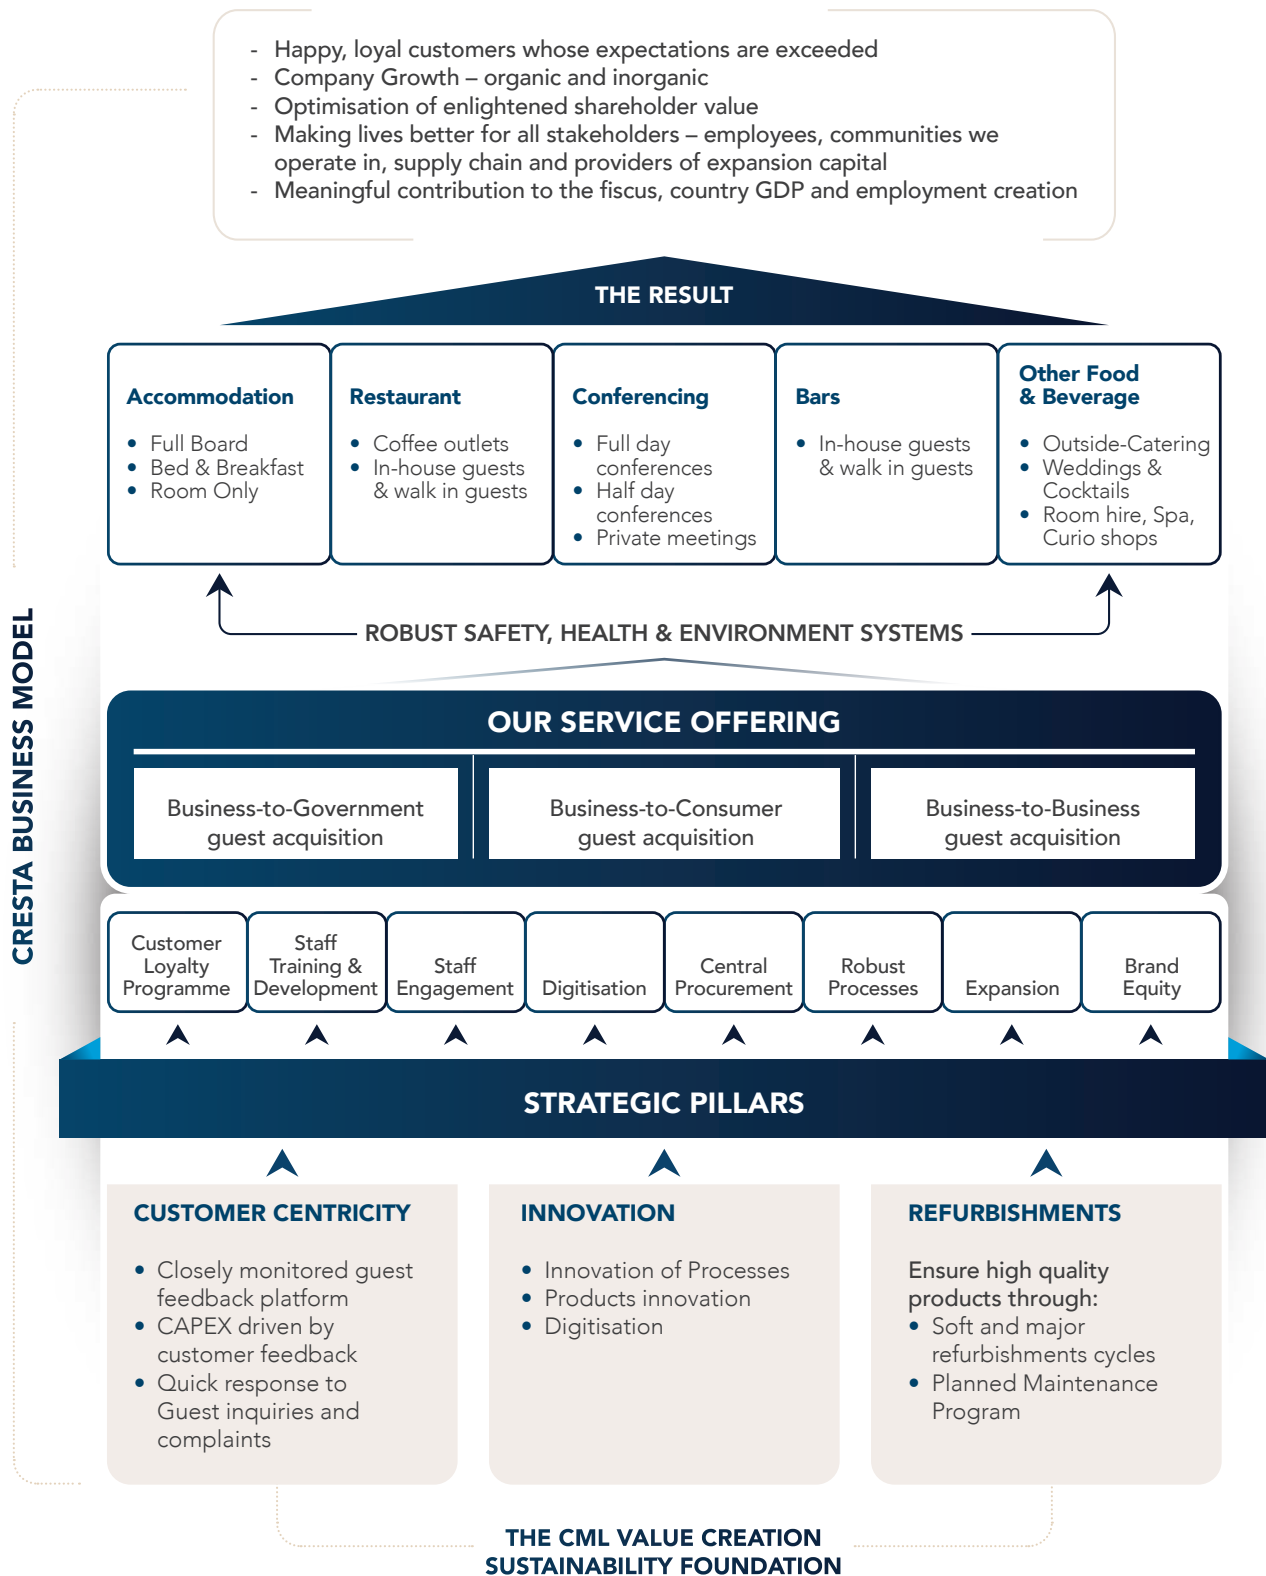 - Happy, loyal customers whose expectations are exceeded
- Company Growth – organic and inorganic
- Optimisation of enlightened shareholder value
- Making lives better for all stakeholders – employees, communities we
operate in, supply chain and providers of expansion capital
- Meaningful contribution to the fiscus, country GDP and employment creation
THE RESULT
Accommodation
• Full Board
• Bed & Breakfast
• Room Only
Restaurant
• Coffee outlets
• In-house guests
& walk in guests
Conferencing
• Full day
conferences
• Half day
conferences
• Private meetings
Bars
• In-house guests
& walk in guests
Other Food
& Beverage
• Outside-Catering
• Weddings &
Cocktails
• Room hire, Spa,
Curio shops
ROBUST SAFETY, HEALTH & ENVIRONMENT SYSTEMS
CRESTA BUSINESS MODEL
OUR SERVICE OFFERING
Business-to-Government
guest acquisition
Business-to-Consumer
guest acquisition
Business-to-Business
guest acquisition
Customer
Loyalty
Programme
Staff
Training &
Development
Staff
Engagement
Digitisation
Central
Procurement
Robust
Processes
Expansion
Brand
Equity
STRATEGIC PILLARS
CUSTOMER CENTRICITY
• Closely monitored guest
feedback platform
• CAPEX driven by
customer feedback
• Quick response to
Guest inquiries and
complaints
INNOVATION
• Innovation of Processes
• Products innovation
• Digitisation
REFURBISHMENTS
Ensure high quality
products through:
• Soft and major
refurbishments cycles
• Planned Maintenance
Program
THE CML VALUE CREATION
SUSTAINABILITY FOUNDATION